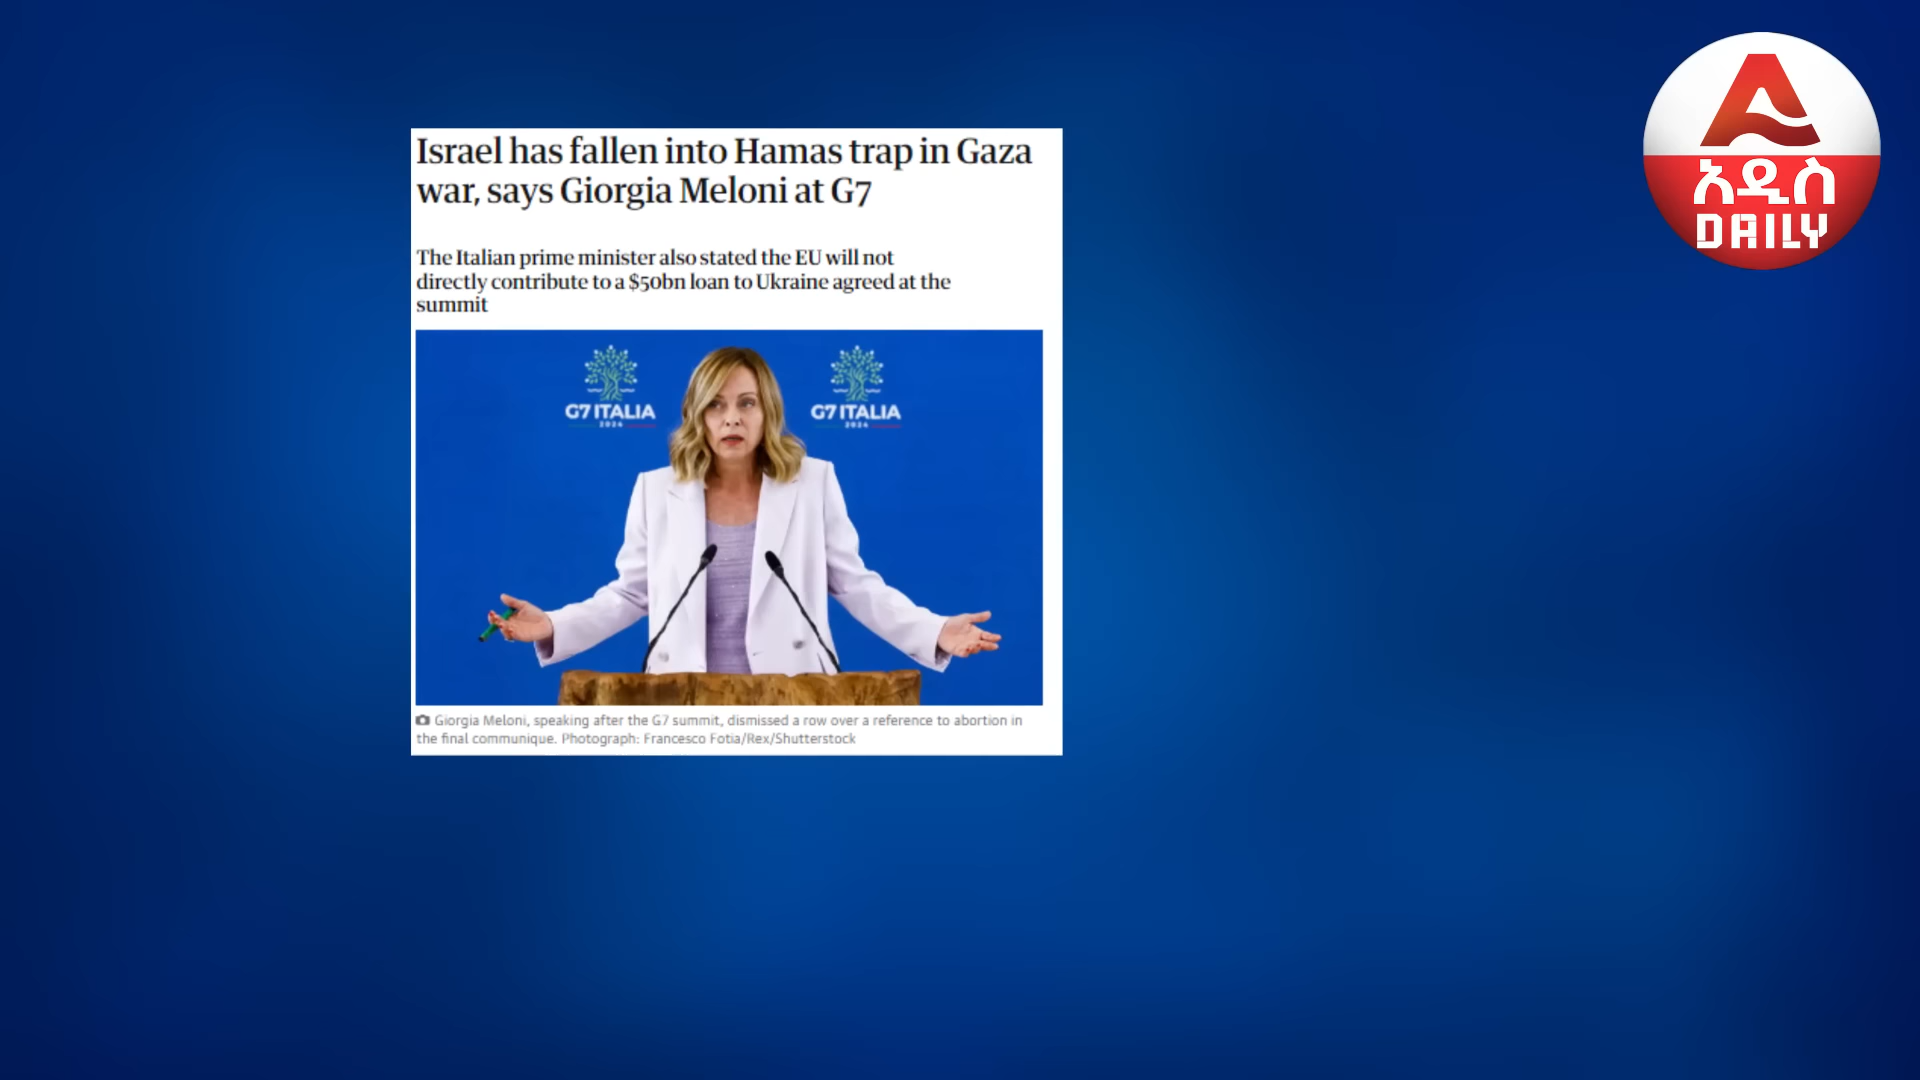 Israel has fallen into Hamas trap in Gaza
war, says Giorgia Meloni at G7
The Italian prime minister also stated the EU will not
directly contribute to a $50bn loan to Ukraine agreed at the
summit
G7 ITALIA
2024
G7 ITALIA
2024
Giorgia Meloni, speaking after the G7 summit, dismissed a row over a reference to abortion in
the final communique. Photograph: Francesco Fotia/Rex/Shutterstock
A
አዲስ
DAILY